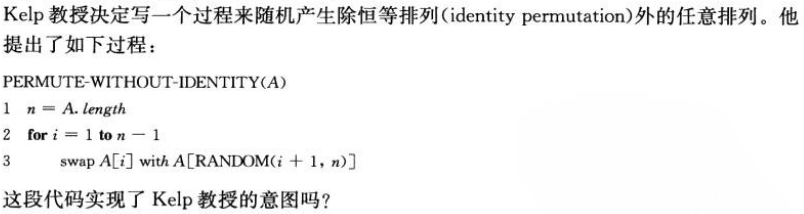 Kelp 教授决定写一个过程来随机产生除恒等排列(identity permutation)外的任意排列。他
提出了如下过程：
PERMUTE-WITHOUT-IDENTITY(A)
1 n = A.length
2 for i = 1 to n - 1
3 swap A[i] with A[RANDOM(i + 1, n)]
这段代码实现了 Kelp 教授的意图吗？